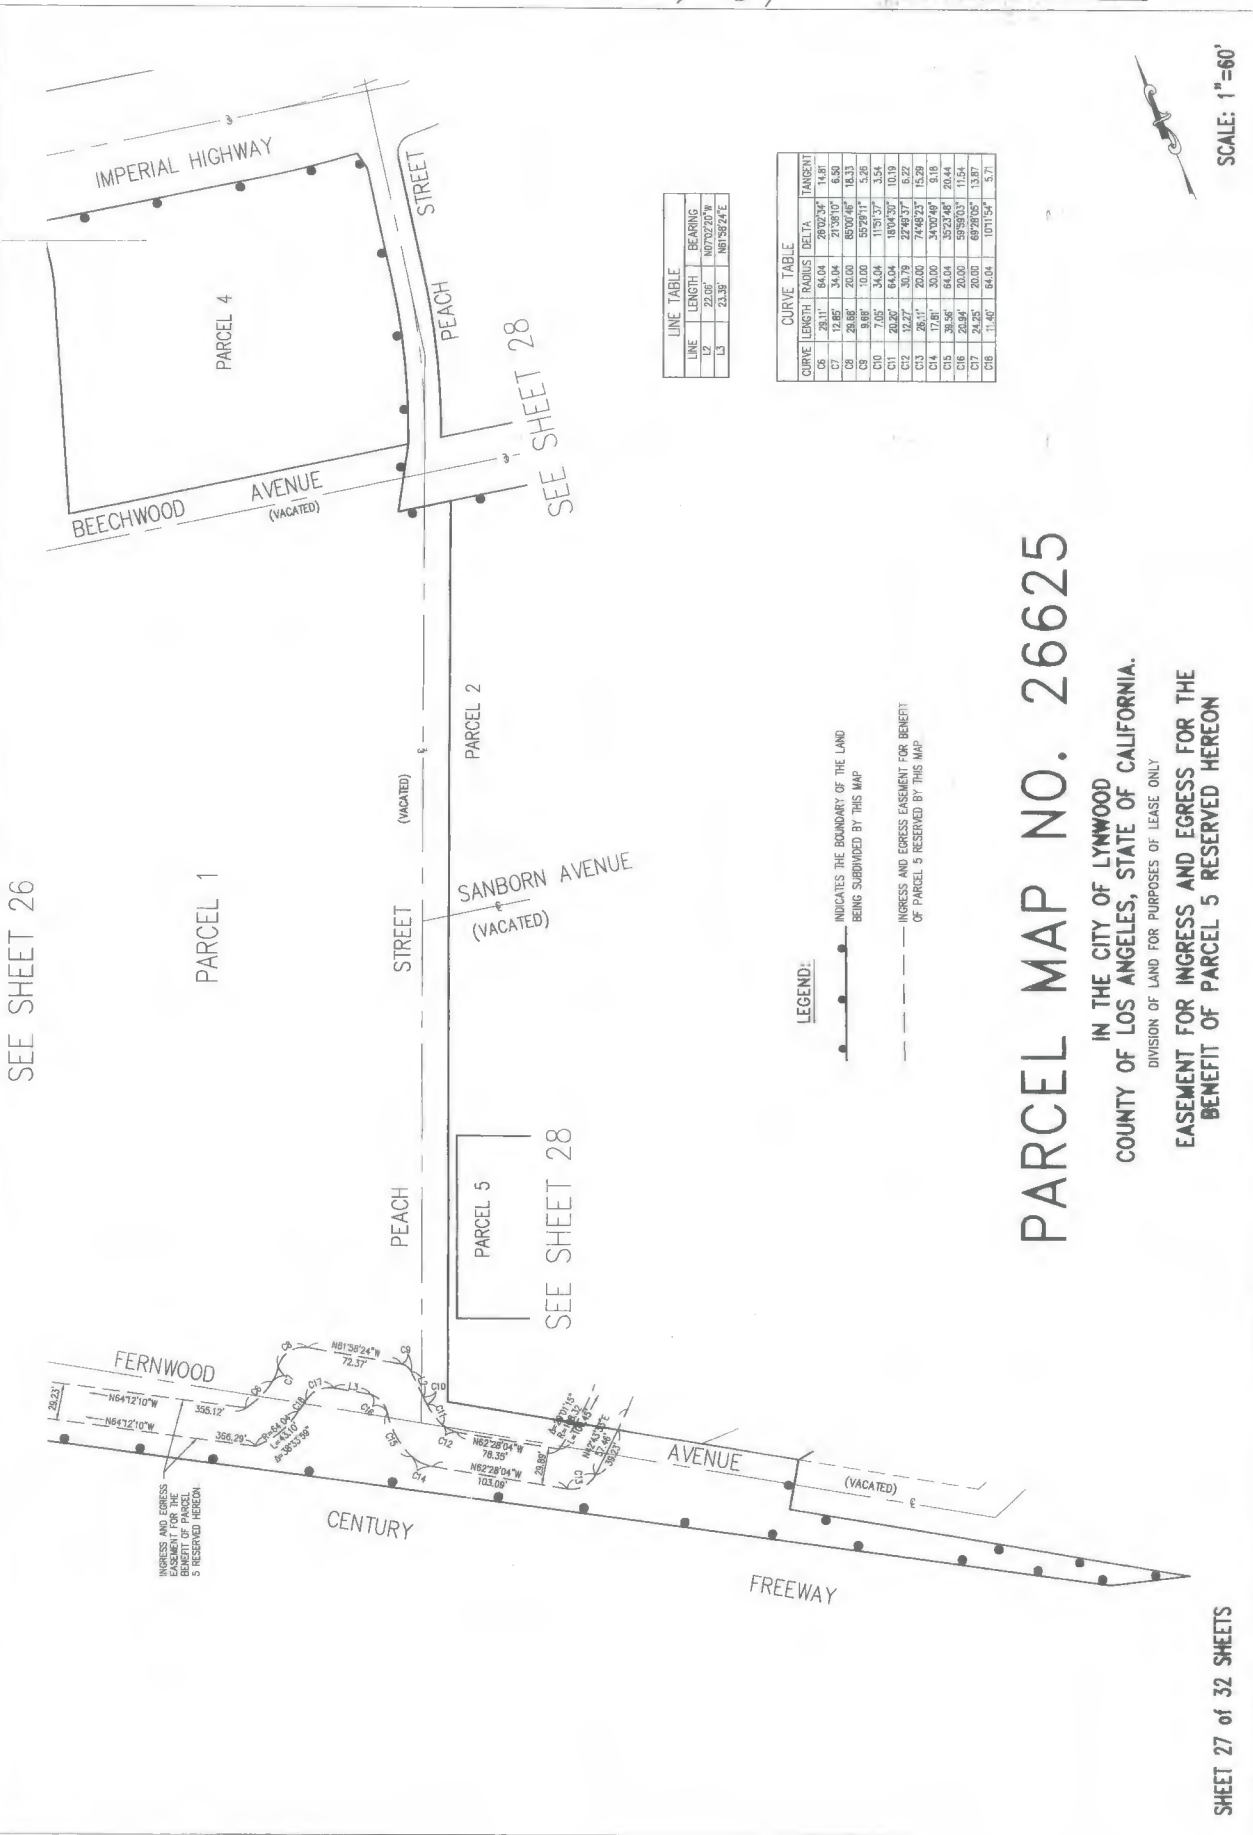 SHEET 27 of 32 SHEETS
SCALE: 1"=60'
PARCEL MAP NO. 26625
IN THE CITY OF LYNWOOD
COUNTY OF LOS ANGELES, STATE OF CALIFORNIA.
DIVISION OF LAND FOR PURPOSES OF LEASE ONLY
EASEMENT FOR INGRESS AND EGRESS FOR THE
BENEFIT OF PARCEL 5 RESERVED HEREON
SEE SHEET 26
IMPERIAL HIGHWAY
PARCEL 4
PEACH STREET
BEECHWOOD AVENUE
(VACATED)
SEE SHEET 28
PARCEL 1
PARCEL 2
PEACH STREET (VACATED)
SANBORN AVENUE
(VACATED)
PARCEL 5
SEE SHEET 28
FERNWOOD
AVENUE
(VACATED)
CENTURY
FREEWAY
INGRESS AND EGRESS
EASEMENT FOR THE
BENEFIT OF PARCEL
5 RESERVED HEREON.
29.23'
N64°12'10"W
355.12'
N64°12'10"W
366.29'
R=64.04
L=43.10'
Δ=38°33'59"
C6
C7
C8
N61°58'24"W
72.37'
C9
C10
C11
C12
C18
C17
L3
C16
C15
C14
N62°28'04"W
78.35'
N62°28'04"W
103.09'
29.89'
C13
57.46'
39.23'
LEGEND:
INDICATES THE BOUNDARY OF THE LAND
BEING SUBDIVIDED BY THIS MAP
INGRESS AND EGRESS EASEMENT FOR BENEFIT
OF PARCEL 5 RESERVED BY THIS MAP
LINE TABLE
LINE LENGTH BEARING
L2 22.06' N07°02'20"W
L3 23.39' N61°58'24"E
CURVE TABLE
CURVE LENGTH RADIUS DELTA TANGENT
C6 29.11' 64.04 26°02'34" 14.81
C7 12.85' 34.04 21°38'10" 6.50
C8 29.68' 20.00 85°00'46" 18.33
C9 9.68' 10.00 55°29'11" 5.26
C10 7.05' 34.04 11°51'37" 3.54
C11 20.20' 64.04 18°04'30" 10.19
C12 12.27' 30.79 22°49'37" 6.22
C13 26.11' 20.00 74°48'23" 15.29
C14 17.81' 30.00 34°00'49" 9.18
C15 39.56' 64.04 35°23'48" 20.44
C16 20.94' 20.00 59°59'03" 11.54
C17 24.25' 20.00 69°28'05" 13.87
C18 11.40' 64.04 10°11'54" 5.71